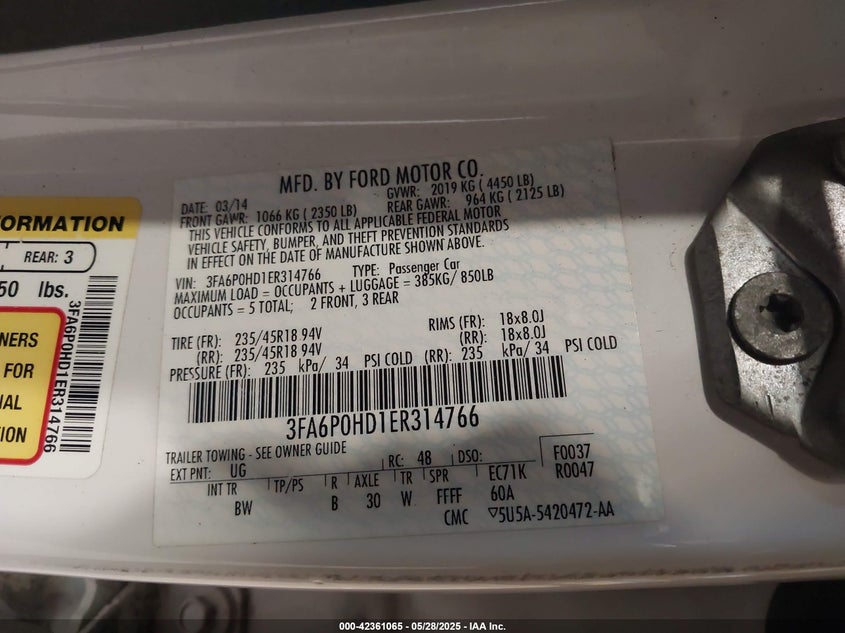 MFD. BY FORD MOTOR CO.
DATE: 03/14 GVWR: 2019 KG ( 4450 LB)
FRONT GAWR: 1066 KG ( 2350 LB) REAR GAWR: 964 KG ( 2125 LB)
THIS VEHICLE CONFORMS TO ALL APPLICABLE FEDERAL MOTOR
VEHICLE SAFETY, BUMPER, AND THEFT PREVENTION STANDARDS
IN EFFECT ON THE DATE OF MANUFACTURE SHOWN ABOVE.
VIN: 3FA6P0HD1ER314766 TYPE: Passenger Car
MAXIMUM LOAD = OCCUPANTS + LUGGAGE = 385KG/ 850LB
OCCUPANTS = 5 TOTAL; 2 FRONT, 3 REAR
TIRE (FR): 235/45R18 94V RIMS (FR): 18x8.0J
(RR): 235/45R18 94V (RR): 18x8.0J
PRESSURE (FR): 235 kPa/ 34 PSI COLD (RR): 235 kPa/ 34 PSI COLD
3FA6P0HD1ER314766
TRAILER TOWING - SEE OWNER GUIDE
EXT PNT: UG RC: 48 DSO: F0037
R0047
INT TR TP/PS R AXLE TR SPR EC71K
BW B 30 W FFFF 60A
CMC ▽5U5A-5420472-AA
FORMATION
REAR: 3
50 lbs.
3FA6P0HD1ER314766
NERS
FOR
IAL
TION
000-42361065 - 05/28/2025 - IAA Inc.